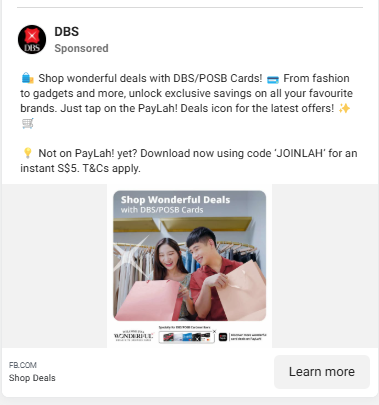 DBS
DBS
Sponsored
🛍️ Shop wonderful deals with DBS/POSB Cards! 💳 From fashion
to gadgets and more, unlock exclusive savings on all your favourite
brands. Just tap on the PayLah! Deals icon for the latest offers! ✨
🛒
💡 Not on PayLah! yet? Download now using code 'JOINLAH' for an
instant S$5. T&Cs apply.
Shop Wonderful Deals
with DBS/POSB Cards
WONDERFUL
FB.COM
Shop Deals
Learn more